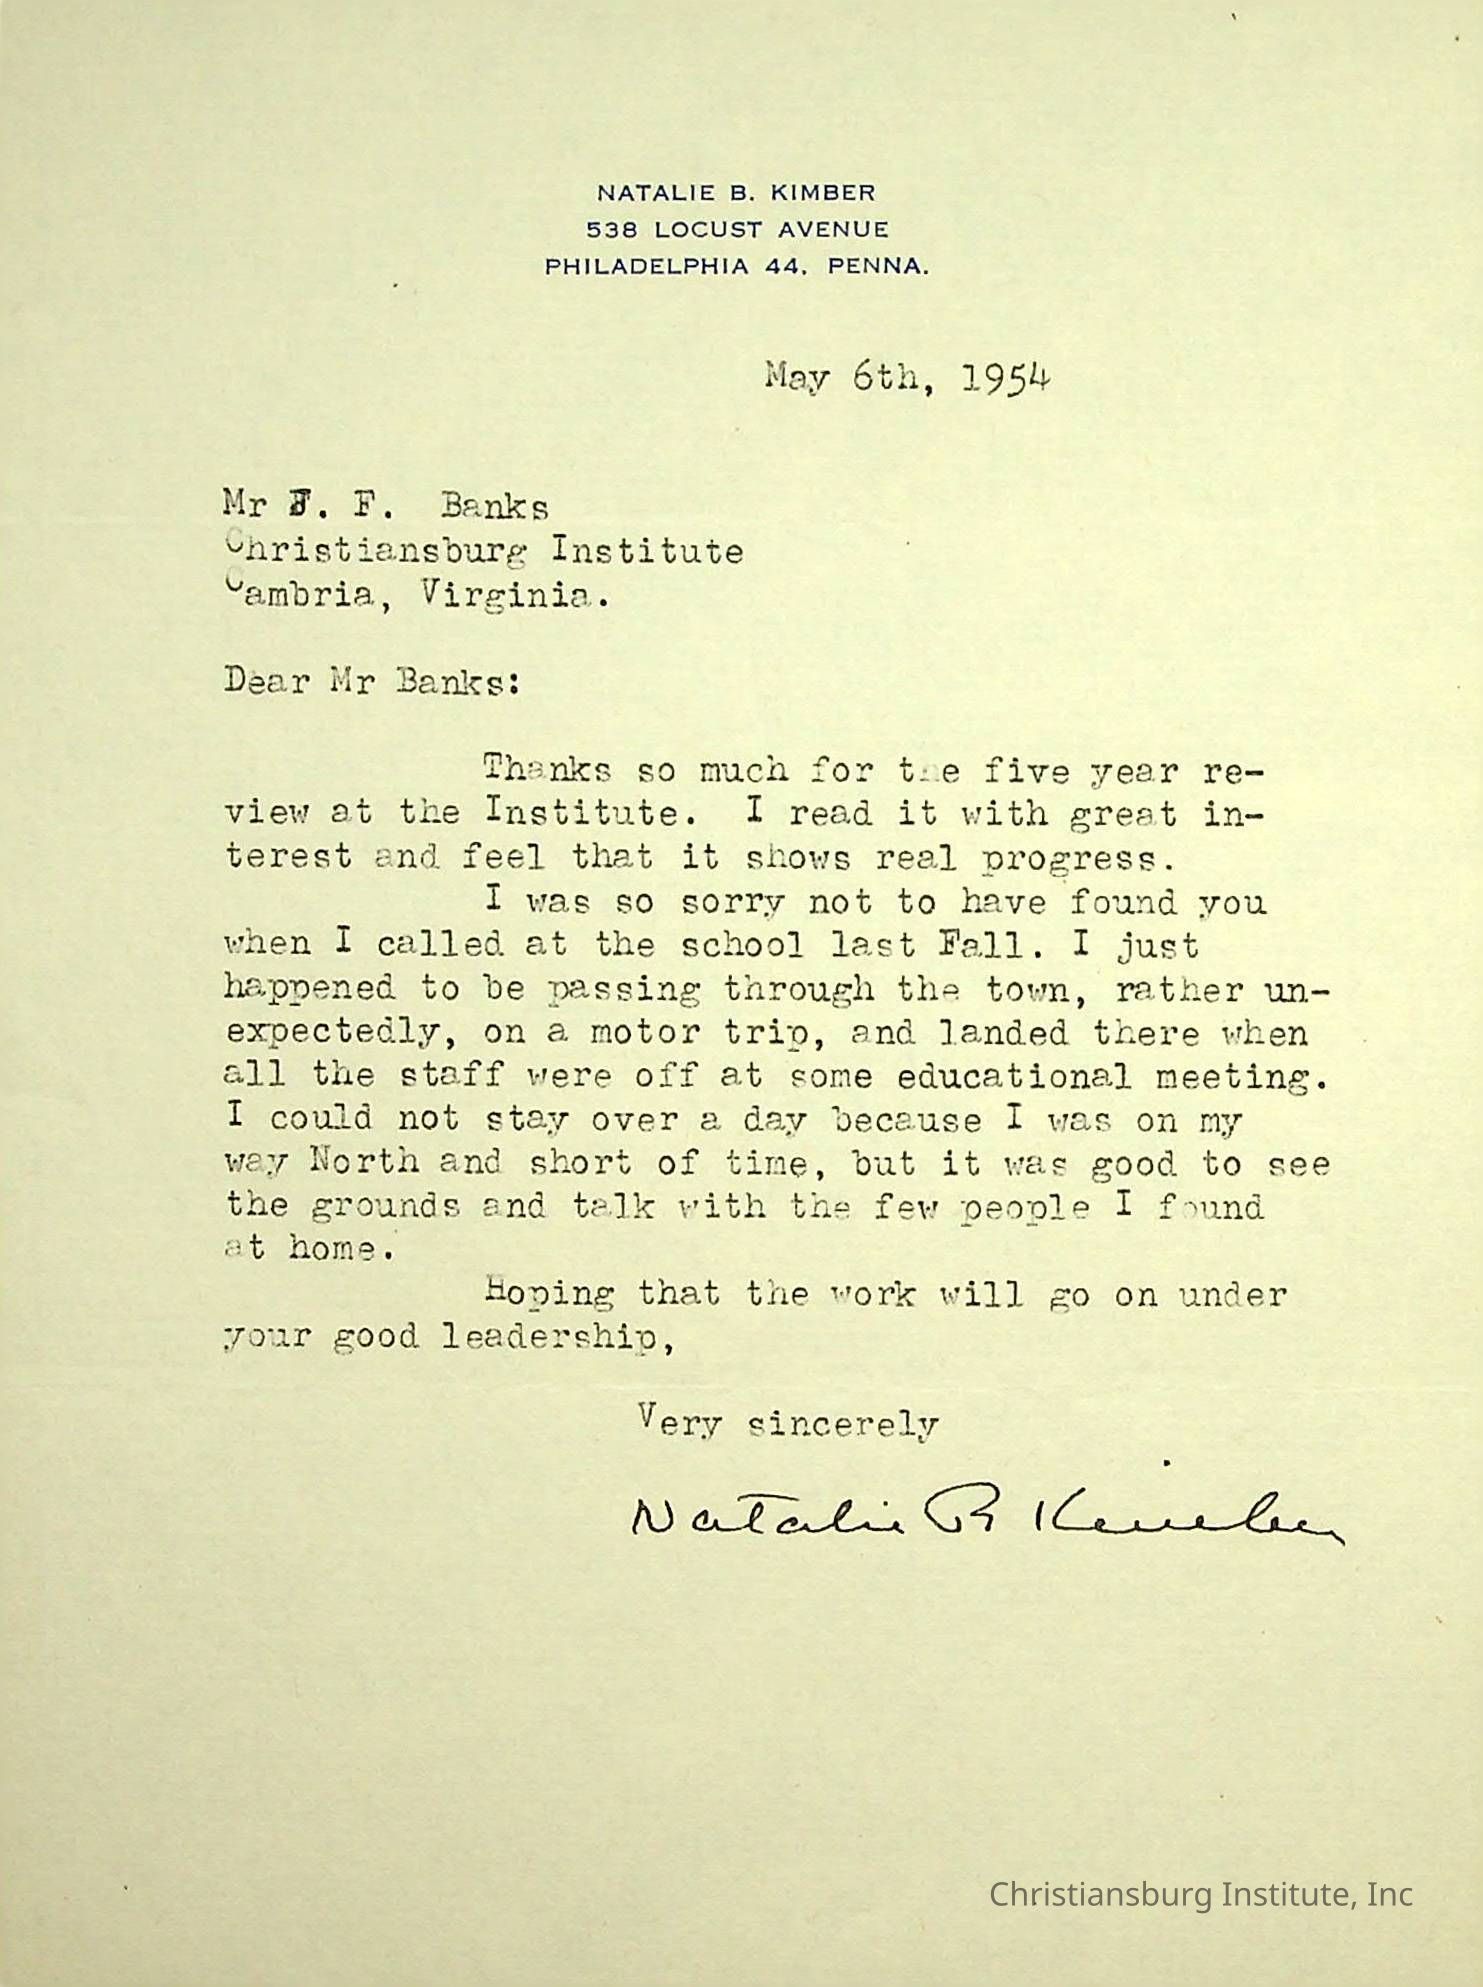 NATALIE B. KIMBER
538 LOCUST AVENUE
PHILADELPHIA 44, PENNA.
May 6th, 1954
Mr F. F. Banks
Christiansburg Institute
Cambria, Virginia.
Dear Mr Banks:
Thanks so much for the five year re-
view at the Institute. I read it with great in-
terest and feel that it shows real progress.
I was so sorry not to have found you
when I called at the school last Fall. I just
happened to be passing through the town, rather un-
expectedly, on a motor trip, and landed there when
all the staff were off at some educational meeting.
I could not stay over a day because I was on my
way North and short of time, but it was good to see
the grounds and talk with the few people I found
at home.
Hoping that the work will go on under
your good leadership,
Very sincerely
Natalie B Kimber
Christiansburg Institute, Inc